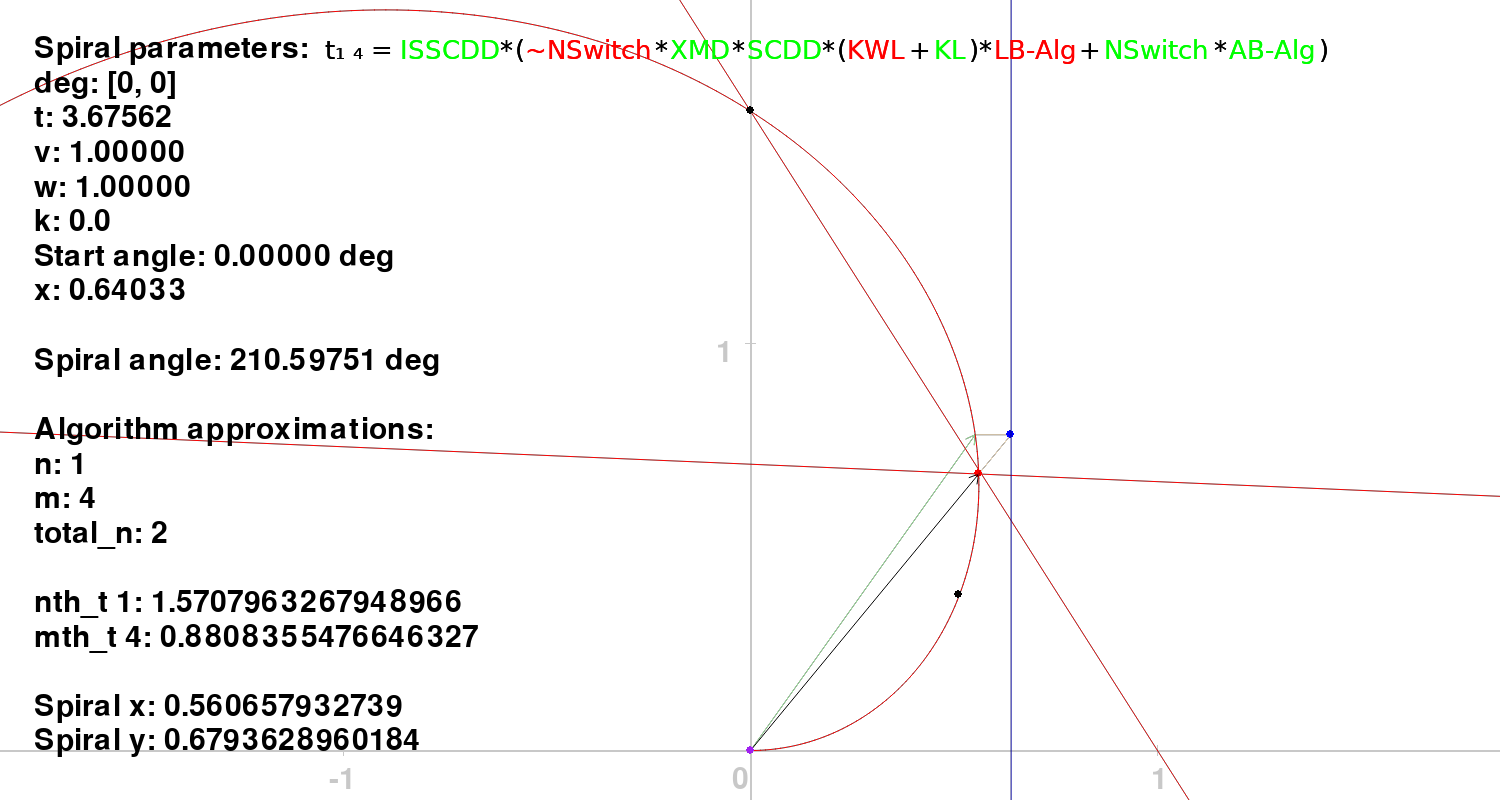 Spiral parameters: t₁ ₄ = ISSCDD*(~NSwitch*XMD*SCDD*(KWL+KL)*LB-Alg+NSwitch*AB-Alg)
deg: [0, 0]
t: 3.67562
v: 1.00000
w: 1.00000
k: 0.0
Start angle: 0.00000 deg
x: 0.64033
Spiral angle: 210.59751 deg
Algorithm approximations:
n: 1
m: 4
total_n: 2
nth_t 1: 1.5707963267948966
mth_t 4: 0.8808355476646327
Spiral x: 0.560657932739
Spiral y: 0.6793628960184
1
-1
0
1